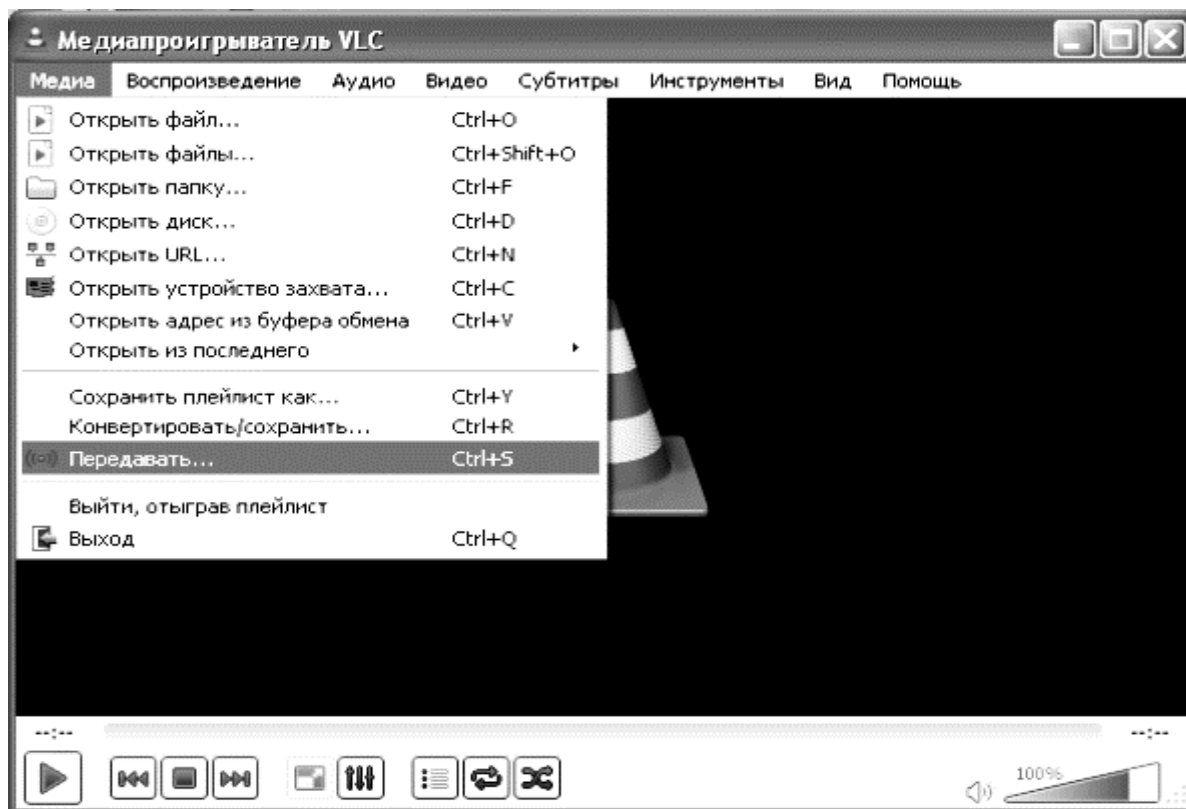 Медиапроигрыватель VLC
Медиа Воспроизведение Аудио Видео Субтитры Инструменты Вид Помощь
Открыть файл... Ctrl+O
Открыть файлы... Ctrl+Shift+O
Открыть папку... Ctrl+F
Открыть диск... Ctrl+D
Открыть URL... Ctrl+N
Открыть устройство захвата... Ctrl+C
Открыть адрес из буфера обмена Ctrl+V
Открыть из последнего
Сохранить плейлист как... Ctrl+Y
Конвертировать/сохранить... Ctrl+R
Передавать... Ctrl+S
Выйти, отыграв плейлист
Выход Ctrl+Q
--:-- --:--
100%